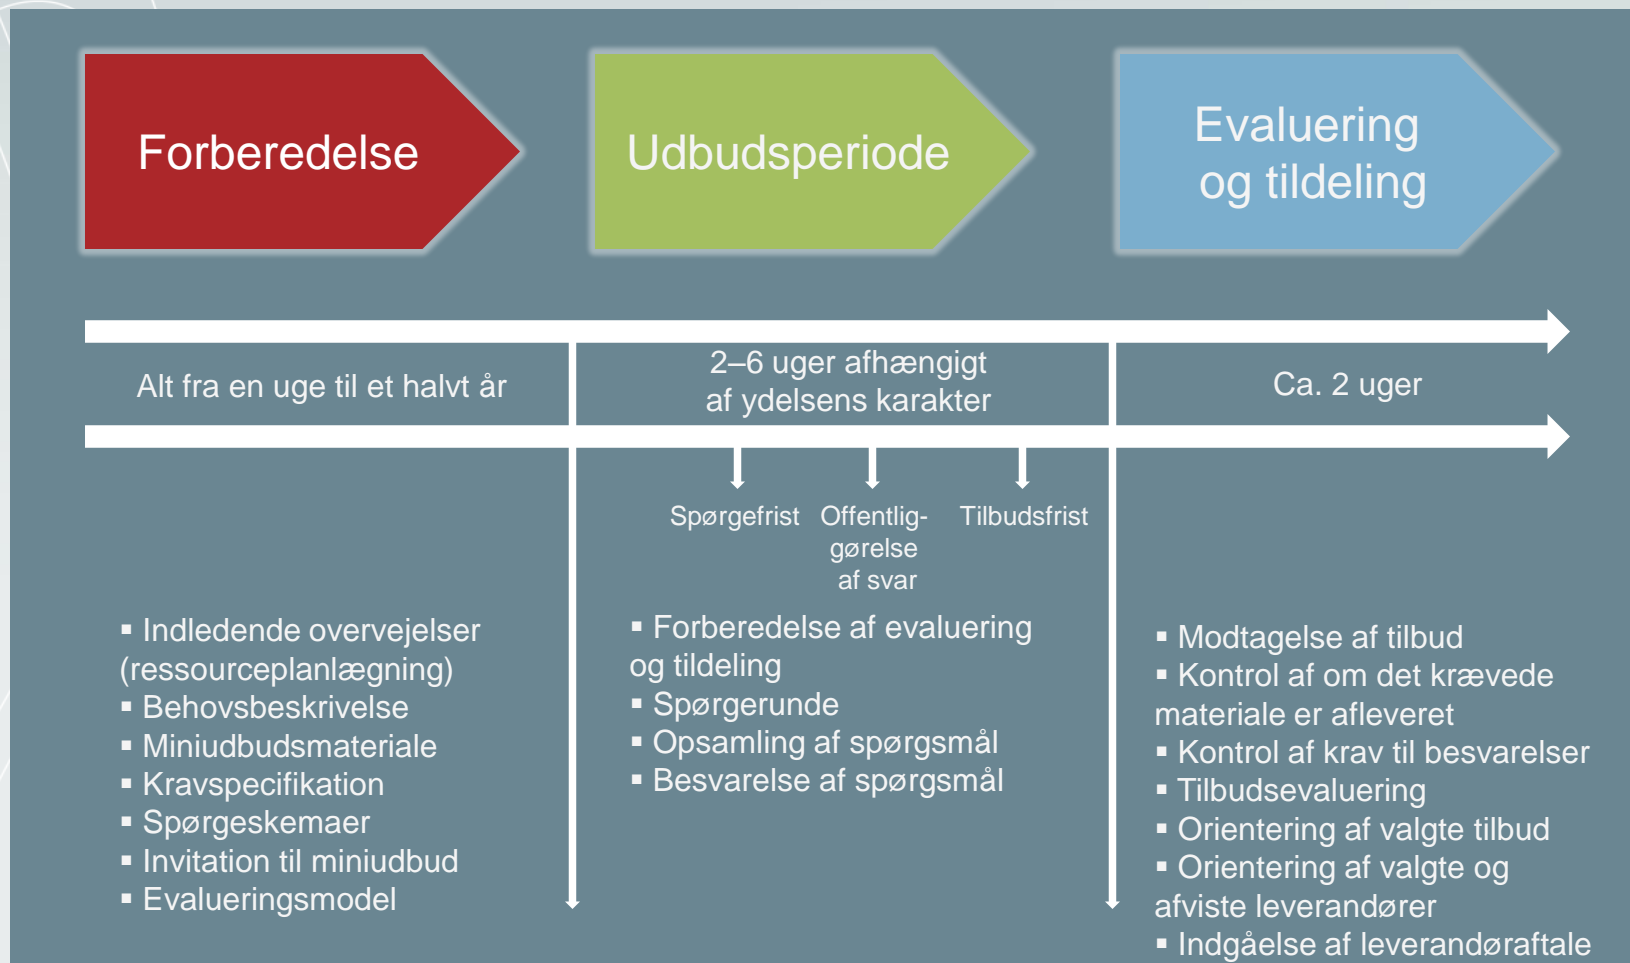 Forberedelse
Udbudsperiode
Evaluering
og tildeling
Alt fra en uge til et halvt år
2–6 uger afhængigt
af ydelsens karakter
Ca. 2 uger
Spørgefrist
Offentlig-
gørelse
af svar
Tilbudsfrist
▪ Indledende overvejelser
(ressourceplanlægning)
▪ Behovsbeskrivelse
▪ Miniudbudsmateriale
▪ Kravspecifikation
▪ Spørgeskemaer
▪ Invitation til miniudbud
▪ Evalueringsmodel
▪ Forberedelse af evaluering
og tildeling
▪ Spørgerunde
▪ Opsamling af spørgsmål
▪ Besvarelse af spørgsmål
▪ Modtagelse af tilbud
▪ Kontrol af om det krævede
materiale er afleveret
▪ Kontrol af krav til besvarelser
▪ Tilbudsevaluering
▪ Orientering af valgte tilbud
▪ Orientering af valgte og
afviste leverandører
▪ Indgåelse af leverandøraftale